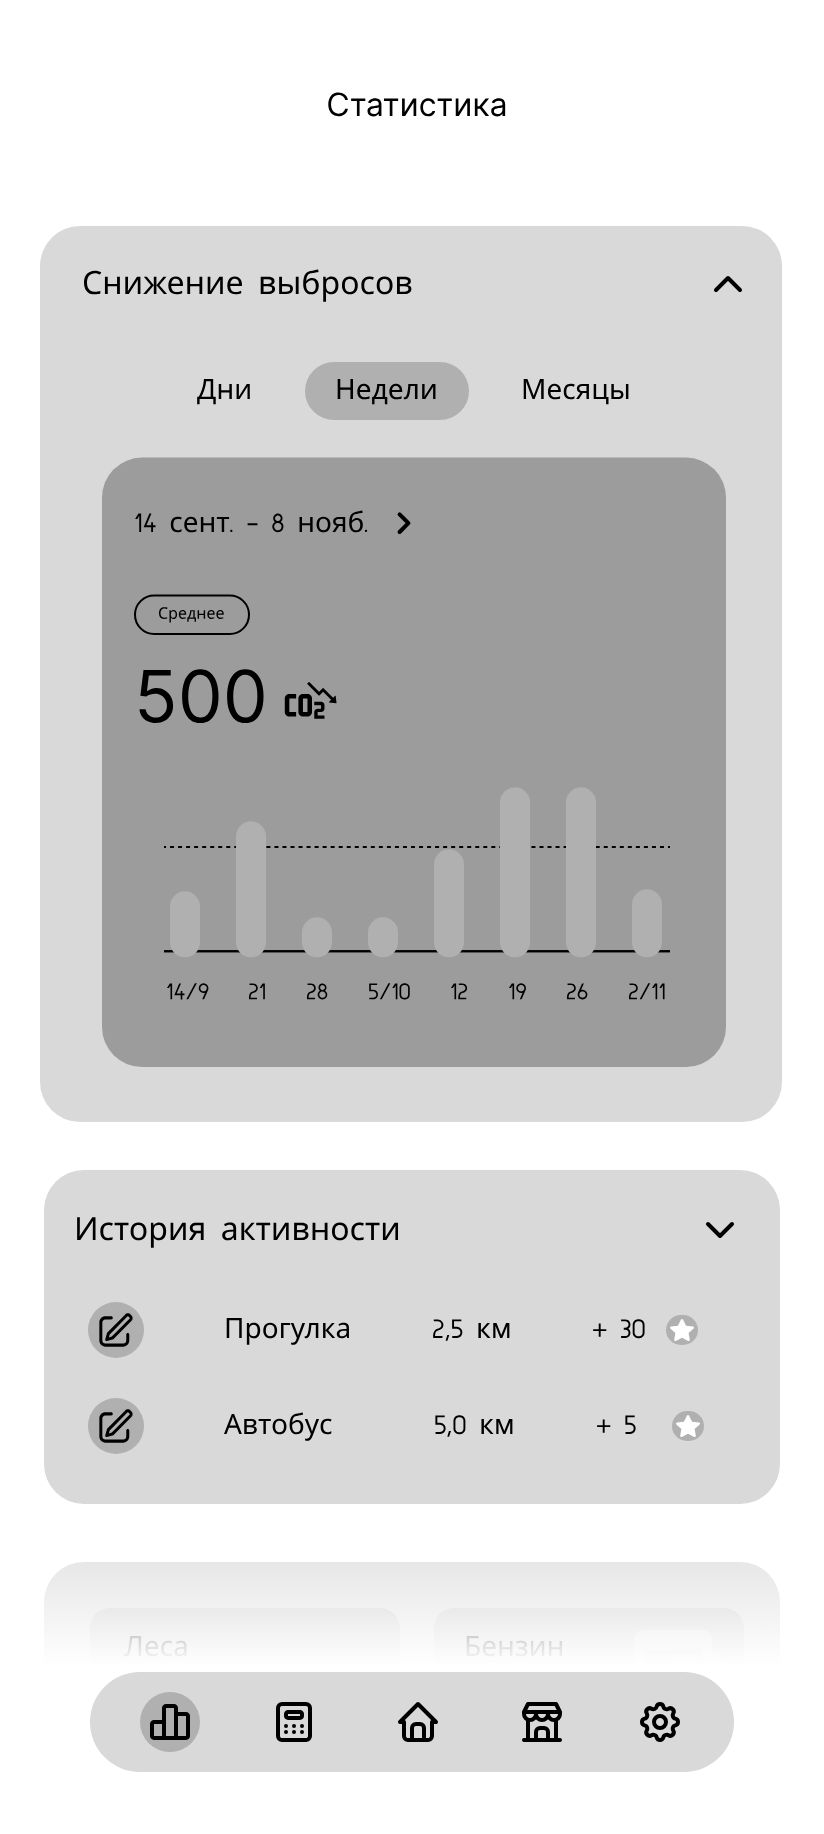 Статистика
Снижение выбросов
Дни Недели Месяцы
14 сент. - 8 нояб.
Среднее
500 CO2
14/9 21 28 5/10 12 19 26 2/11
История активности
Прогулка 2,5 км + 30
Автобус 5,0 км + 5
Леса Бензин